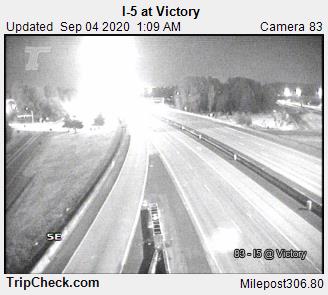 I-5 at Victory
Updated  Sep 04 2020  1:09 AM
Camera 83
T
SE
83 - I5 @ Victory
TripCheck.com
Milepost306.80